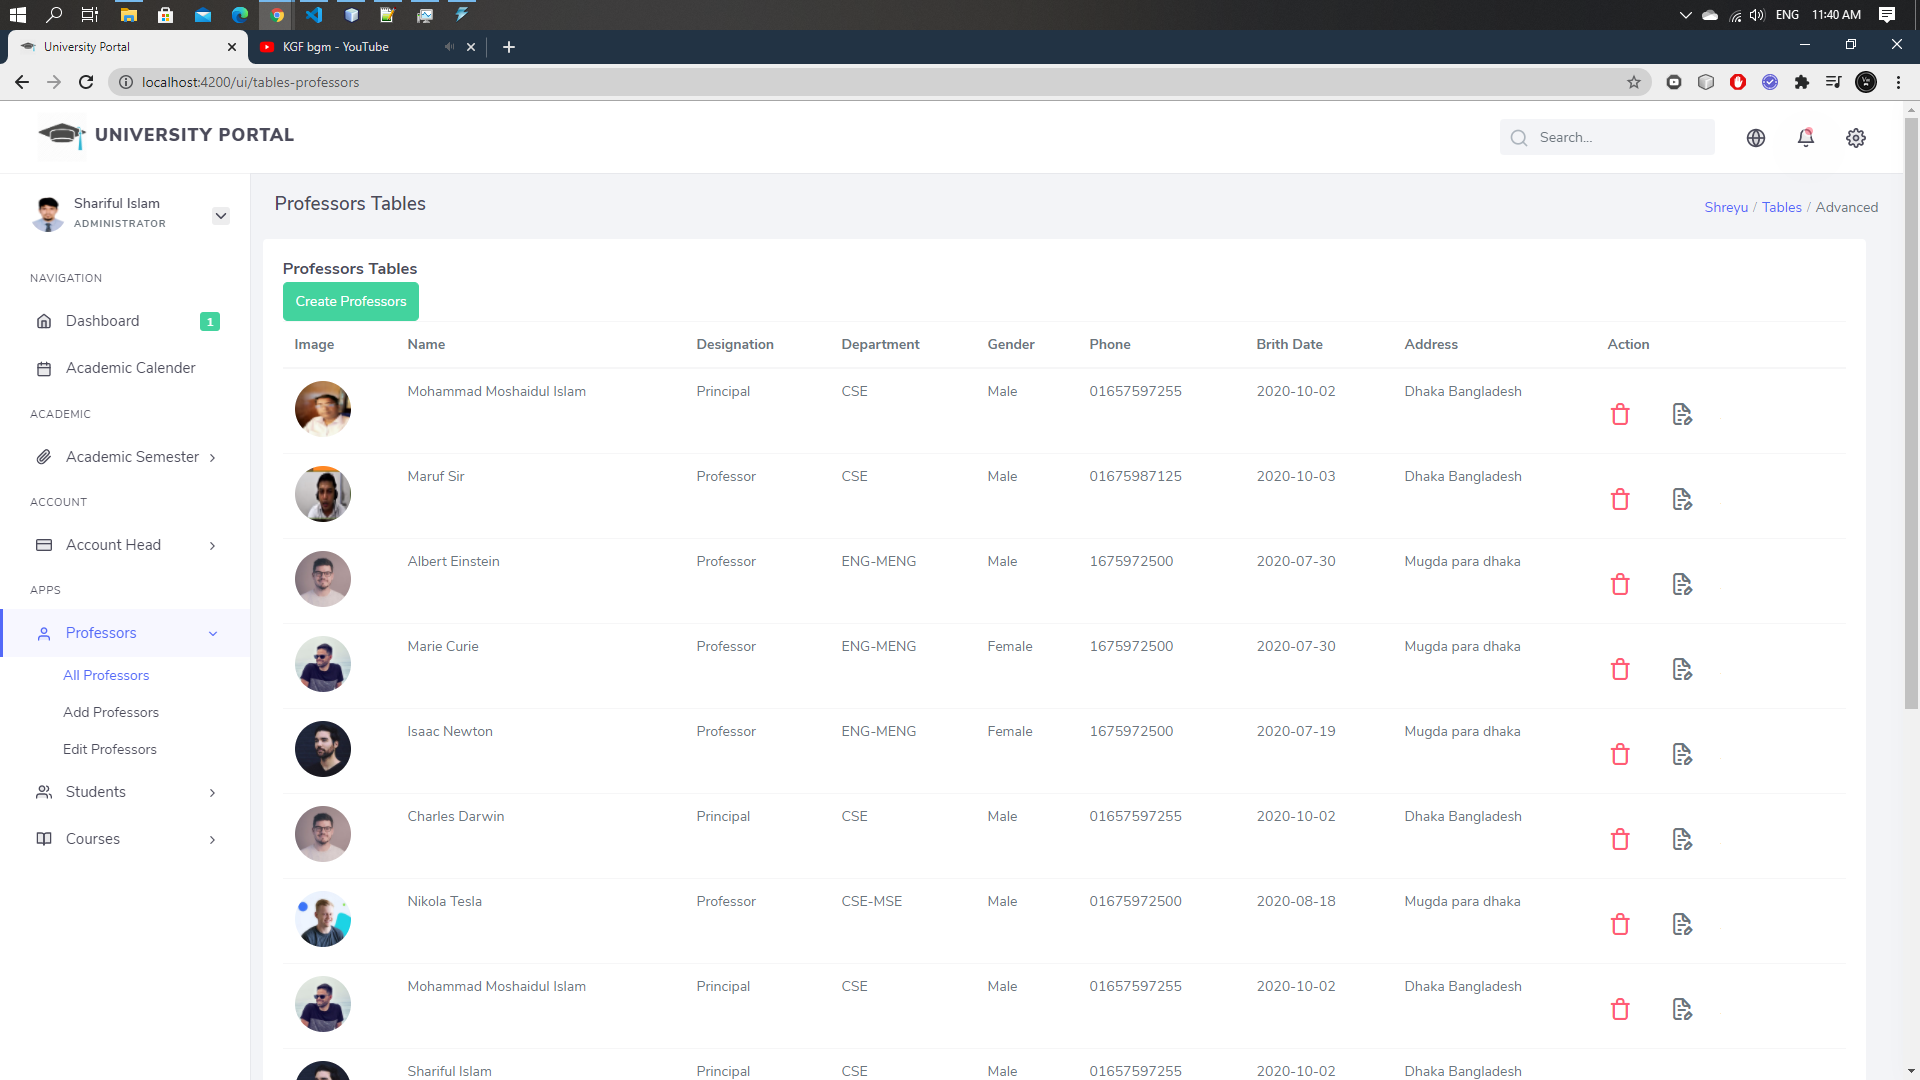 ENG 11:40 AM
University Portal
KGF bgm - YouTube
localhost:4200/ui/tables-professors
UNIVERSITY PORTAL
Search...
Shariful Islam
ADMINISTRATOR
NAVIGATION
Dashboard 1
Academic Calender
ACADEMIC
Academic Semester
ACCOUNT
Account Head
APPS
Professors
All Professors
Add Professors
Edit Professors
Students
Courses
Professors Tables
Shreyu / Tables / Advanced
Professors Tables
Create Professors
Image Name Designation Department Gender Phone Brith Date Address Action
Mohammad Moshaidul Islam Principal CSE Male 01657597255 2020-10-02 Dhaka Bangladesh
Maruf Sir Professor CSE Male 01675987125 2020-10-03 Dhaka Bangladesh
Albert Einstein Professor ENG-MENG Male 1675972500 2020-07-30 Mugda para dhaka
Marie Curie Professor ENG-MENG Female 1675972500 2020-07-30 Mugda para dhaka
Isaac Newton Professor ENG-MENG Female 1675972500 2020-07-19 Mugda para dhaka
Charles Darwin Principal CSE Male 01657597255 2020-10-02 Dhaka Bangladesh
Nikola Tesla Professor CSE-MSE Male 01675972500 2020-08-18 Mugda para dhaka
Mohammad Moshaidul Islam Principal CSE Male 01657597255 2020-10-02 Dhaka Bangladesh
Shariful Islam Principal CSE Male 01657597255 2020-10-02 Dhaka Bangladesh